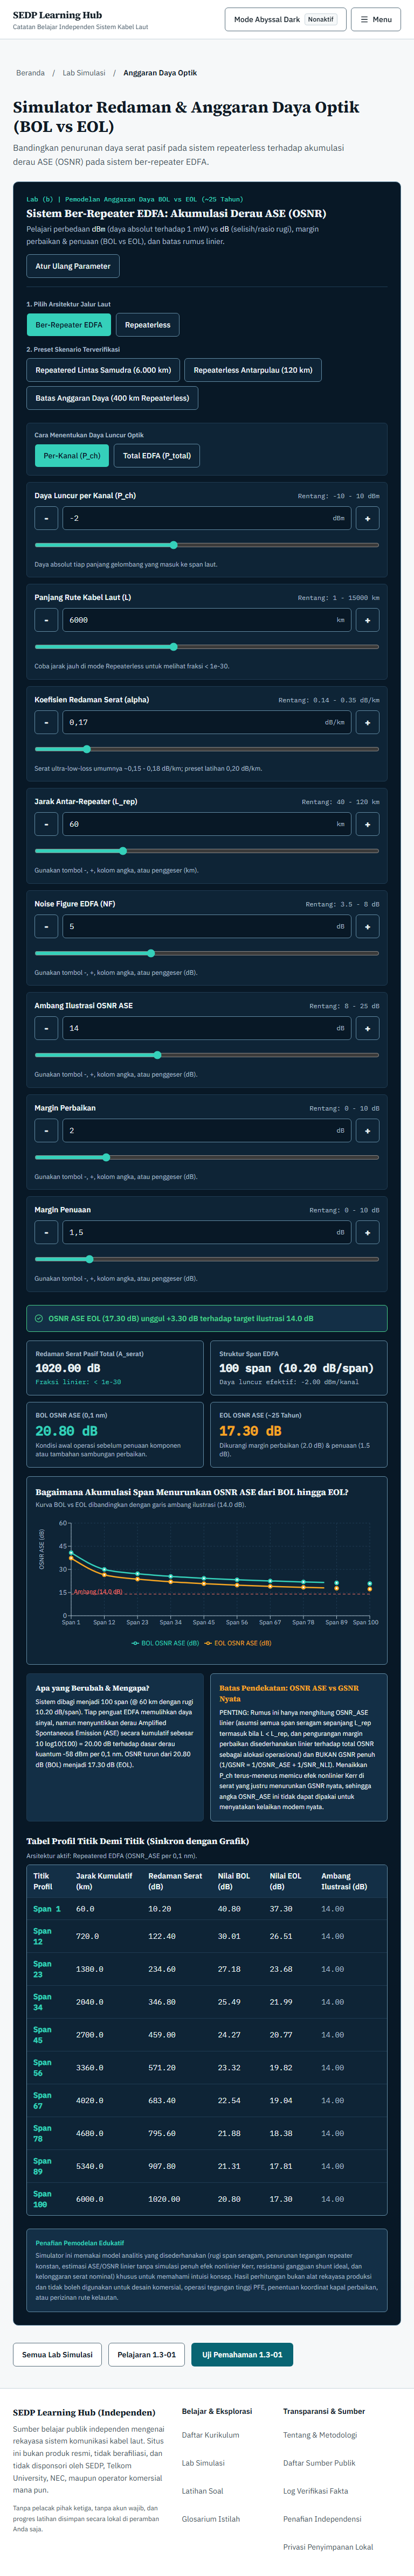 SEDP Learning Hub
Catatan Belajar Independen Sistem Kabel Laut
Mode Abyssal Dark Nonaktif
☰ Menu
Beranda / Lab Simulasi / Anggaran Daya Optik
Simulator Redaman & Anggaran Daya Optik
(BOL vs EOL)
Bandingkan penurunan daya serat pasif pada sistem repeaterless terhadap akumulasi
derau ASE (OSNR) pada sistem ber-repeater EDFA.
Lab (b) | Pemodelan Anggaran Daya BOL vs EOL (~25 Tahun)
Sistem Ber-Repeater EDFA: Akumulasi Derau ASE (OSNR)
Pelajari perbedaan dBm (daya absolut terhadap 1 mW) vs dB (selisih/rasio rugi), margin
perbaikan & penuaan (BOL vs EOL), dan batas rumus linier.
Atur Ulang Parameter
1. Pilih Arsitektur Jalur Laut
Ber-Repeater EDFA
Repeaterless
2. Preset Skenario Terverifikasi
Repeatered Lintas Samudra (6.000 km)
Repeaterless Antarpulau (120 km)
Batas Anggaran Daya (400 km Repeaterless)
Cara Menentukan Daya Luncur Optik
Per-Kanal (P_ch)
Total EDFA (P_total)
Daya Luncur per Kanal (P_ch) Rentang: -10 - 10 dBm
- -2 dBm +
Daya absolut tiap panjang gelombang yang masuk ke span laut.
Panjang Rute Kabel Laut (L) Rentang: 1 - 15000 km
- 6000 km +
Coba jarak jauh di mode Repeaterless untuk melihat fraksi < 1e-30.
Koefisien Redaman Serat (alpha) Rentang: 0.14 - 0.35 dB/km
- 0,17 dB/km +
Serat ultra-low-loss umumnya ~0,15 - 0,18 dB/km; preset latihan 0,20 dB/km.
Jarak Antar-Repeater (L_rep) Rentang: 40 - 120 km
- 60 km +
Gunakan tombol -, +, kolom angka, atau penggeser (km).
Noise Figure EDFA (NF) Rentang: 3.5 - 8 dB
- 5 dB +
Gunakan tombol -, +, kolom angka, atau penggeser (dB).
Ambang Ilustrasi OSNR ASE Rentang: 8 - 25 dB
- 14 dB +
Gunakan tombol -, +, kolom angka, atau penggeser (dB).
Margin Perbaikan Rentang: 0 - 10 dB
- 2 dB +
Gunakan tombol -, +, kolom angka, atau penggeser (dB).
Margin Penuaan Rentang: 0 - 10 dB
- 1,5 dB +
Gunakan tombol -, +, kolom angka, atau penggeser (dB).
OSNR ASE EOL (17.30 dB) unggul +3.30 dB terhadap target ilustrasi 14.0 dB
Redaman Serat Pasif Total (A_serat)
1020.00 dB
Fraksi linier: < 1e-30
Struktur Span EDFA
100 span (10.20 dB/span)
Daya luncur efektif: -2.00 dBm/kanal
BOL OSNR ASE (0,1 nm)
20.80 dB
Kondisi awal operasi sebelum penuaan komponen
atau tambahan sambungan perbaikan.
EOL OSNR ASE (~25 Tahun)
17.30 dB
Dikurangi margin perbaikan (2.0 dB) & penuaan (1.5
dB).
Bagaimana Akumulasi Span Menurunkan OSNR ASE dari BOL hingga EOL?
Kurva BOL vs EOL dibandingkan dengan garis ambang ilustrasi (14.0 dB).
OSNR ASE (dB)
60
45
30
15
0
Ambang (14.0 dB)
Span 1 Span 12 Span 23 Span 34 Span 45 Span 56 Span 67 Span 78 Span 89 Span 100
BOL OSNR ASE (dB) EOL OSNR ASE (dB)
Apa yang Berubah & Mengapa?
Sistem dibagi menjadi 100 span (@ 60 km dengan rugi
10.20 dB/span). Tiap penguat EDFA memulihkan daya
sinyal, namun menyuntikkan derau Amplified
Spontaneous Emission (ASE) secara kumulatif sebesar
10 log10(100) = 20.00 dB terhadap dasar derau
kuantum -58 dBm per 0,1 nm. OSNR turun dari 20.80
dB (BOL) menjadi 17.30 dB (EOL).
Batas Pendekatan: OSNR ASE vs GSNR
Nyata
PENTING: Rumus ini hanya menghitung OSNR_ASE
linier (asumsi semua span seragam sepanjang L_rep
termasuk bila L < L_rep, dan pengurangan margin
perbaikan disederhanakan linier terhadap total OSNR
sebagai alokasi operasional) dan BUKAN GSNR penuh
(1/GSNR = 1/OSNR_ASE + 1/SNR_NLI). Menaikkan
P_ch terus-menerus memicu efek nonlinier Kerr di
serat yang justru menurunkan GSNR nyata, sehingga
angka OSNR_ASE ini tidak dapat dipakai untuk
menyatakan kelaikan modem nyata.
Tabel Profil Titik Demi Titik (Sinkron dengan Grafik)
Arsitektur aktif: Repeatered EDFA (OSNR_ASE per 0,1 nm).
Titik Profil Jarak Kumulatif (km) Redaman Serat (dB) Nilai BOL (dB) Nilai EOL (dB) Ambang Ilustrasi (dB)
Span 1 60.0 10.20 40.80 37.30 14.00
Span 12 720.0 122.40 30.01 26.51 14.00
Span 23 1380.0 234.60 27.18 23.68 14.00
Span 34 2040.0 346.80 25.49 21.99 14.00
Span 45 2700.0 459.00 24.27 20.77 14.00
Span 56 3360.0 571.20 23.32 19.82 14.00
Span 67 4020.0 683.40 22.54 19.04 14.00
Span 78 4680.0 795.60 21.88 18.38 14.00
Span 89 5340.0 907.80 21.31 17.81 14.00
Span 100 6000.0 1020.00 20.80 17.30 14.00
Penafian Pemodelan Edukatif
Simulator ini memakai model analitis yang disederhanakan (rugi span seragam, penurunan tegangan repeater
konstan, estimasi ASE/OSNR linier tanpa simulasi penuh efek nonlinier Kerr, resistansi gangguan shunt ideal, dan
kelonggaran serat nominal) khusus untuk memahami intuisi konsep. Hasil perhitungan bukan alat rekayasa produksi
dan tidak boleh digunakan untuk desain komersial, operasi tegangan tinggi PFE, penentuan koordinat kapal perbaikan,
atau perizinan rute kelautan.
Semua Lab Simulasi
Pelajaran 1.3-01
Uji Pemahaman 1.3-01
SEDP Learning Hub (Independen)
Sumber belajar publik independen mengenai
rekayasa sistem komunikasi kabel laut. Situs
ini bukan produk resmi, tidak berafiliasi, dan
tidak disponsori oleh SEDP, Telkom
University, NEC, maupun operator komersial
mana pun.
Tanpa pelacak pihak ketiga, tanpa akun wajib, dan
progres latihan disimpan secara lokal di peramban
Anda saja.
Belajar & Eksplorasi
Daftar Kurikulum
Lab Simulasi
Latihan Soal
Glosarium Istilah
Transparansi & Sumber
Tentang & Metodologi
Daftar Sumber Publik
Log Verifikasi Fakta
Penafian Independensi
Privasi Penyimpanan Lokal